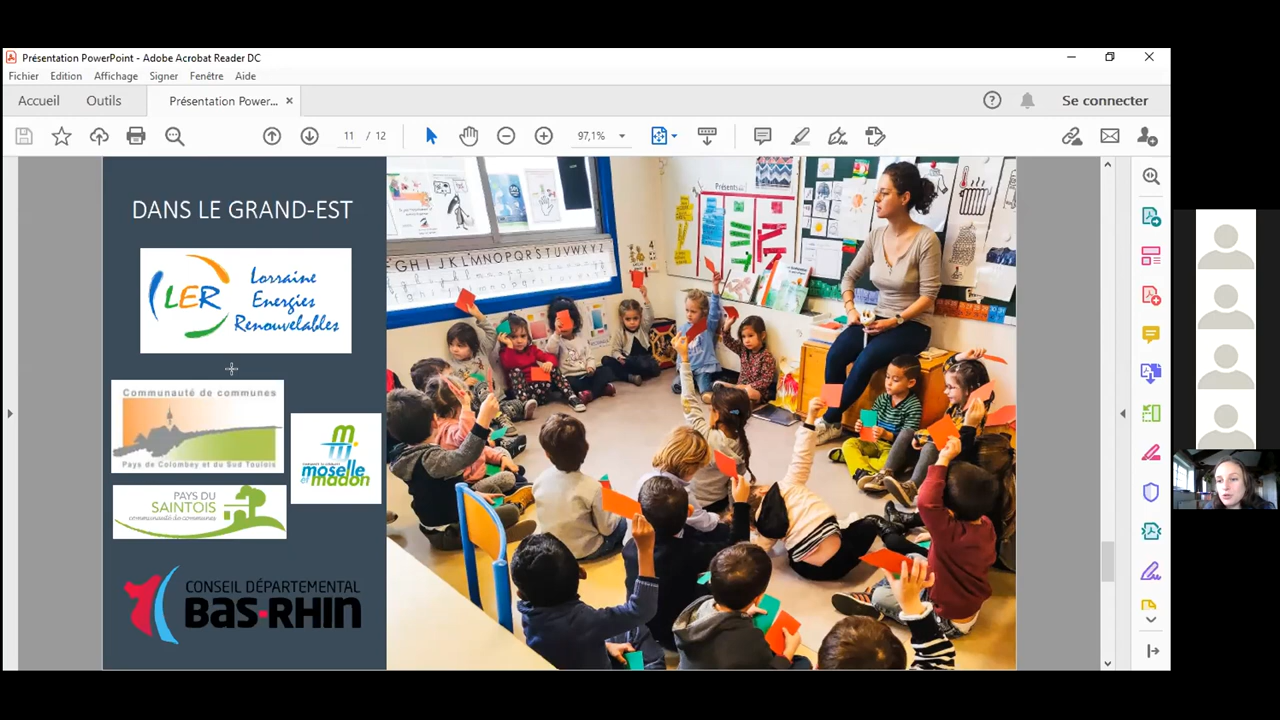 Présentation PowerPoint - Adobe Acrobat Reader DC
Fichier Edition Affichage Signer Fenêtre Aide
Accueil Outils Présentation Power... × Se connecter
11 / 12 97,1%
DANS LE GRAND-EST
LER
Lorraine
Energies
Renouvelables
Communauté de communes
Pays de Colombey et du Sud Toulois
moselle
et madon
PAYS DU
SAINTOIS
communauté de communes
CONSEIL DÉPARTEMENTAL
BAS-RHIN
Présents
G H I J K L M N O P Q R S T U V W X Y Z